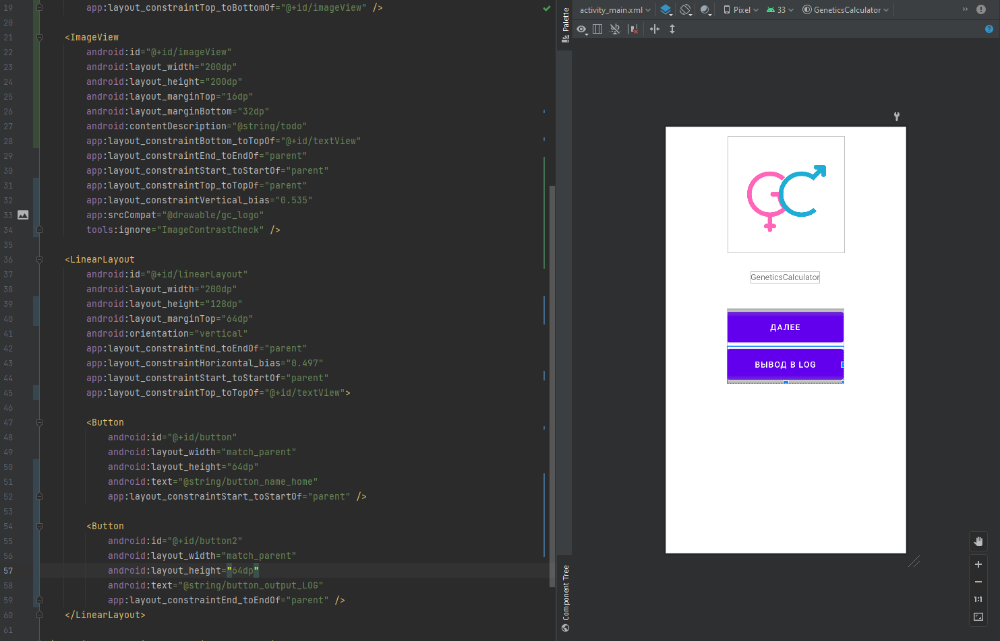 activity_main.xml Pixel 33 GeneticsCalculator
19 app:layout_constraintTop_toBottomOf="@+id/imageView" />
20
21 <ImageView
22 android:id="@+id/imageView"
23 android:layout_width="200dp"
24 android:layout_height="200dp"
25 android:layout_marginTop="16dp"
26 android:layout_marginBottom="32dp"
27 android:contentDescription="@string/todo"
28 app:layout_constraintBottom_toTopOf="@+id/textView"
29 app:layout_constraintEnd_toEndOf="parent"
30 app:layout_constraintStart_toStartOf="parent"
31 app:layout_constraintTop_toTopOf="parent"
32 app:layout_constraintVertical_bias="0.535"
33 app:srcCompat="@drawable/gc_logo"
34 tools:ignore="ImageContrastCheck" />
35
36 <LinearLayout
37 android:id="@+id/linearLayout"
38 android:layout_width="200dp"
39 android:layout_height="128dp"
40 android:layout_marginTop="64dp"
41 android:orientation="vertical"
42 app:layout_constraintEnd_toEndOf="parent"
43 app:layout_constraintHorizontal_bias="0.497"
44 app:layout_constraintStart_toStartOf="parent"
45 app:layout_constraintTop_toTopOf="@+id/textView">
46
47 <Button
48 android:id="@+id/button"
49 android:layout_width="match_parent"
50 android:layout_height="64dp"
51 android:text="@string/button_name_home"
52 app:layout_constraintStart_toStartOf="parent" />
53
54 <Button
55 android:id="@+id/button2"
56 android:layout_width="match_parent"
57 android:layout_height="64dp"
58 android:text="@string/button_output_LOG"
59 app:layout_constraintEnd_toEndOf="parent" />
60 </LinearLayout>
61
Palette
Component Tree
GC
GeneticsCalculator
ДАЛЕЕ
ВЫВОД В LOG
1:1